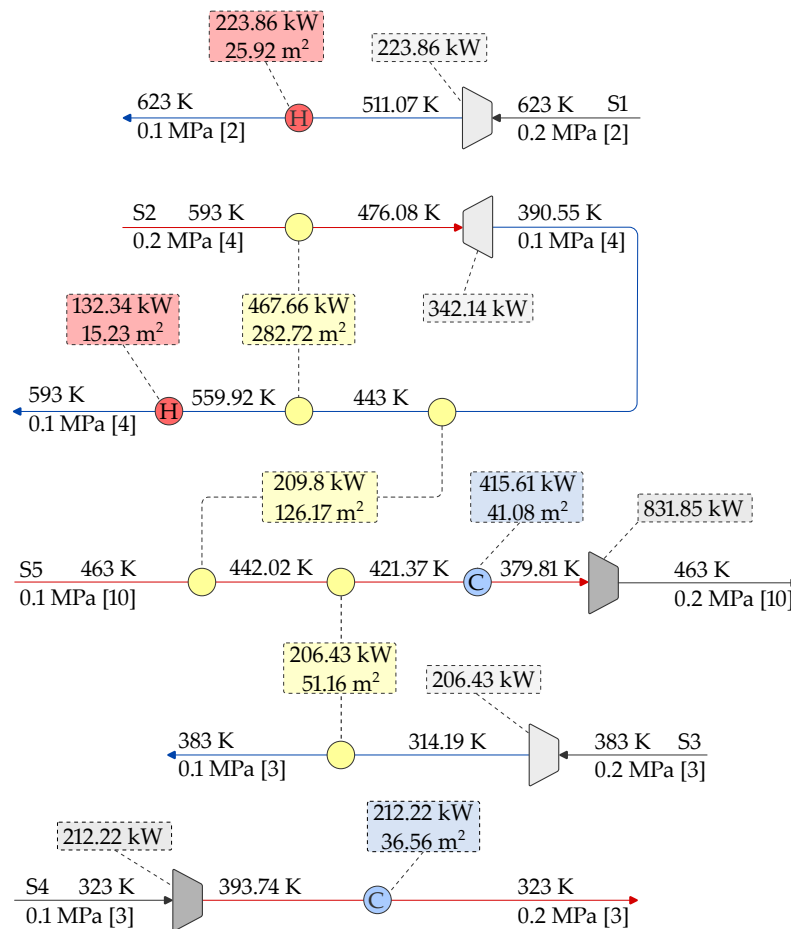 223.86 kW
25.92 m²
223.86 kW
623 K
511.07 K
623 K
S1
H
0.1 MPa [2]
0.2 MPa [2]
S2
593 K
476.08 K
390.55 K
0.2 MPa [4]
0.1 MPa [4]
132.34 kW
15.23 m²
467.66 kW
282.72 m²
342.14 kW
593 K
559.92 K
443 K
H
0.1 MPa [4]
209.8 kW
126.17 m²
415.61 kW
41.08 m²
831.85 kW
S5
463 K
442.02 K
421.37 K
379.81 K
463 K
C
0.1 MPa [10]
0.2 MPa [10]
206.43 kW
51.16 m²
206.43 kW
383 K
314.19 K
383 K
S3
0.1 MPa [3]
0.2 MPa [3]
212.22 kW
212.22 kW
36.56 m²
S4
323 K
393.74 K
323 K
C
0.1 MPa [3]
0.2 MPa [3]